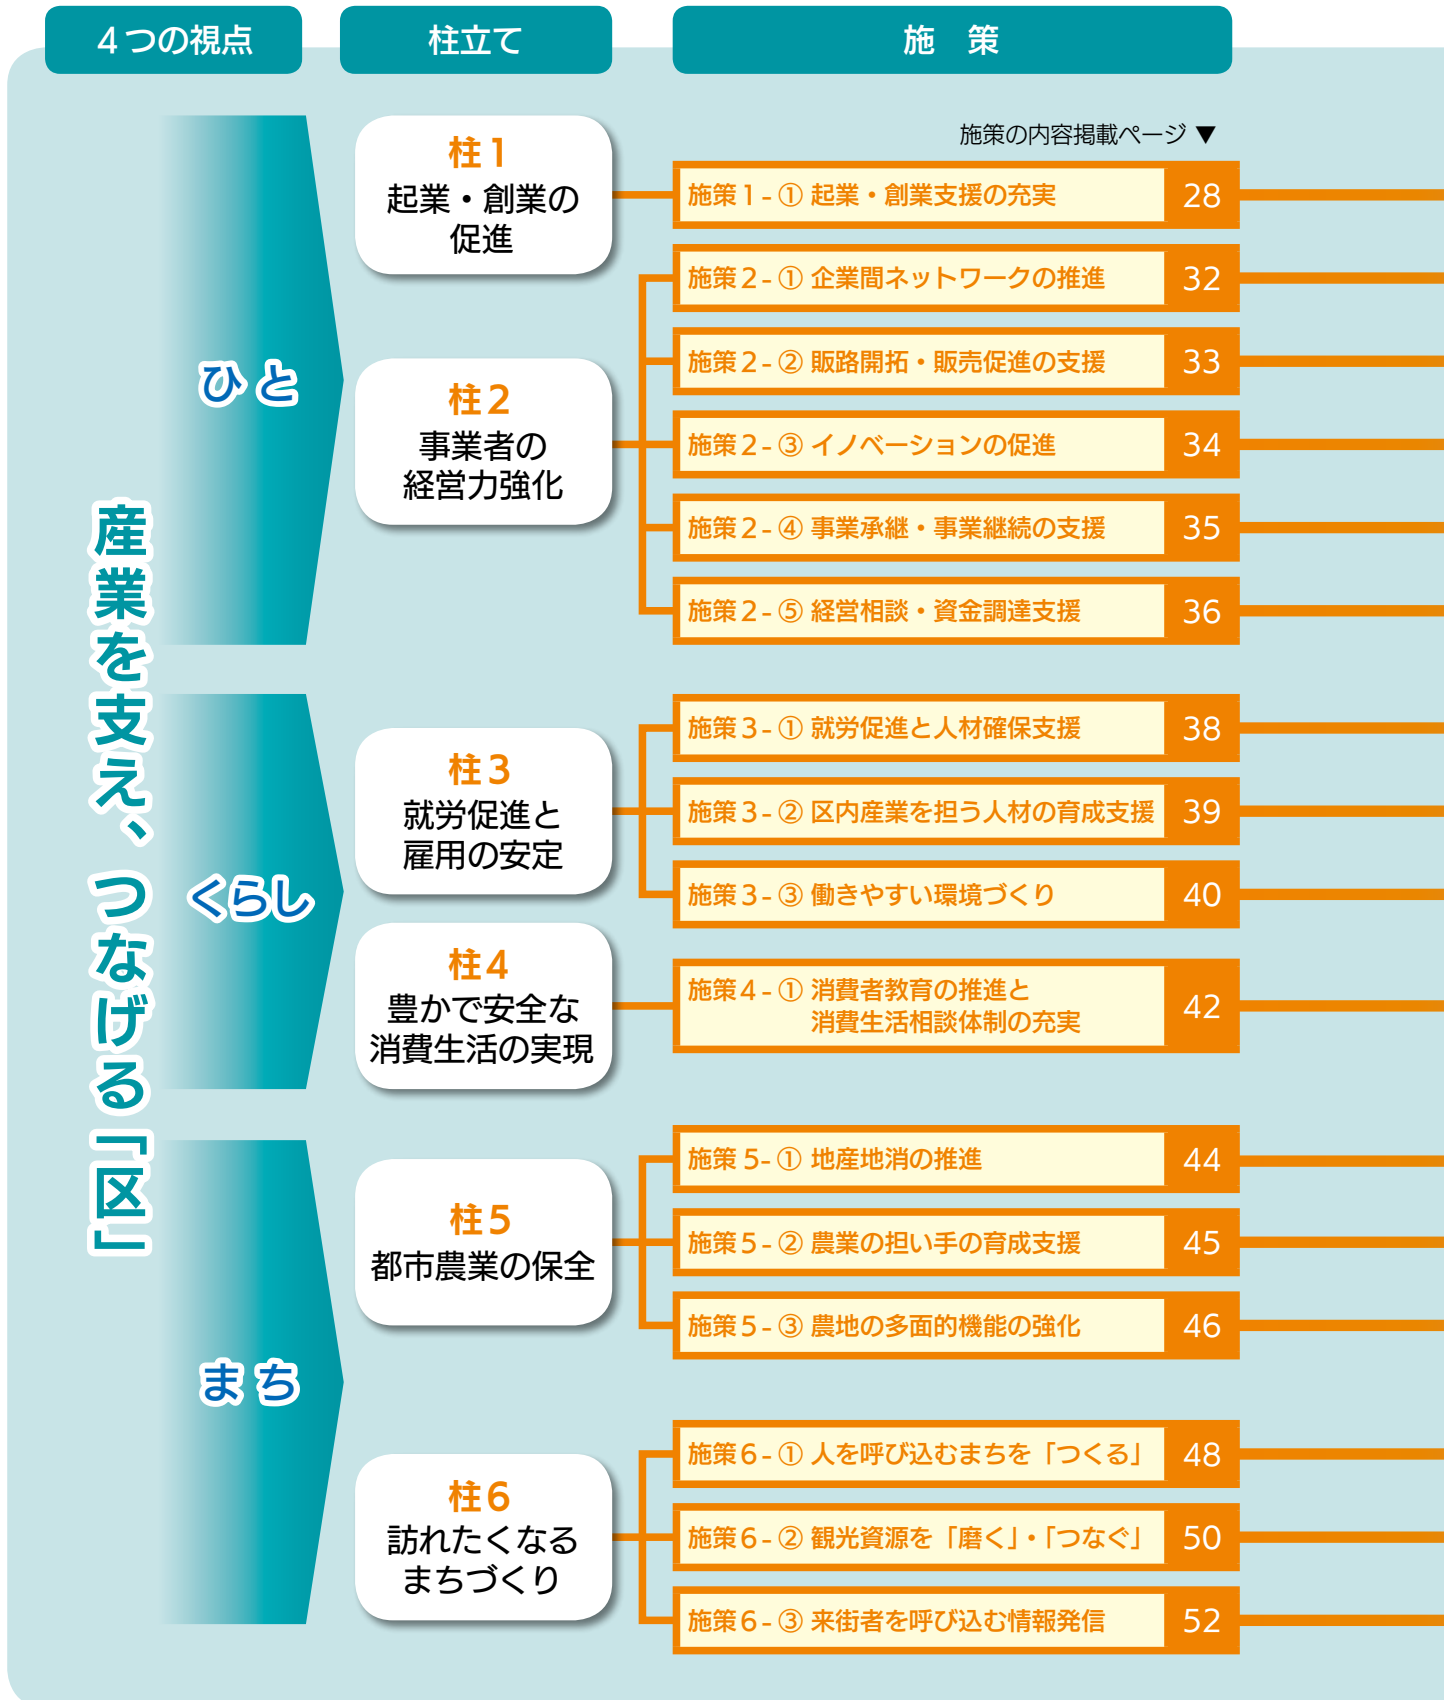 4つの視点
柱立て
施　策
施策の内容掲載ページ ▼
産業を支え、つなげる「区」
ひと
柱1
起業・創業の
促進
施策1-① 起業・創業支援の充実 28
柱2
事業者の
経営力強化
施策2-① 企業間ネットワークの推進 32
施策2-② 販路開拓・販売促進の支援 33
施策2-③ イノベーションの促進 34
施策2-④ 事業承継・事業継続の支援 35
施策2-⑤ 経営相談・資金調達支援 36
くらし
柱3
就労促進と
雇用の安定
施策3-① 就労促進と人材確保支援 38
施策3-② 区内産業を担う人材の育成支援 39
施策3-③ 働きやすい環境づくり 40
柱4
豊かで安全な
消費生活の実現
施策4-① 消費者教育の推進と
消費生活相談体制の充実 42
まち
柱5
都市農業の保全
施策5-① 地産地消の推進 44
施策5-② 農業の担い手の育成支援 45
施策5-③ 農地の多面的機能の強化 46
柱6
訪れたくなる
まちづくり
施策6-① 人を呼び込むまちを「つくる」 48
施策6-② 観光資源を「磨く」・「つなぐ」 50
施策6-③ 来街者を呼び込む情報発信 52